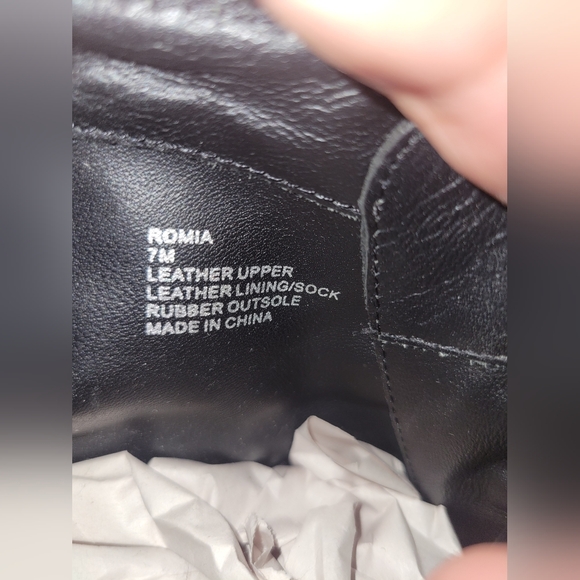 ROMIA
7M
LEATHER UPPER
LEATHER LINING/SOCK
RUBBER OUTSOLE
MADE IN CHINA